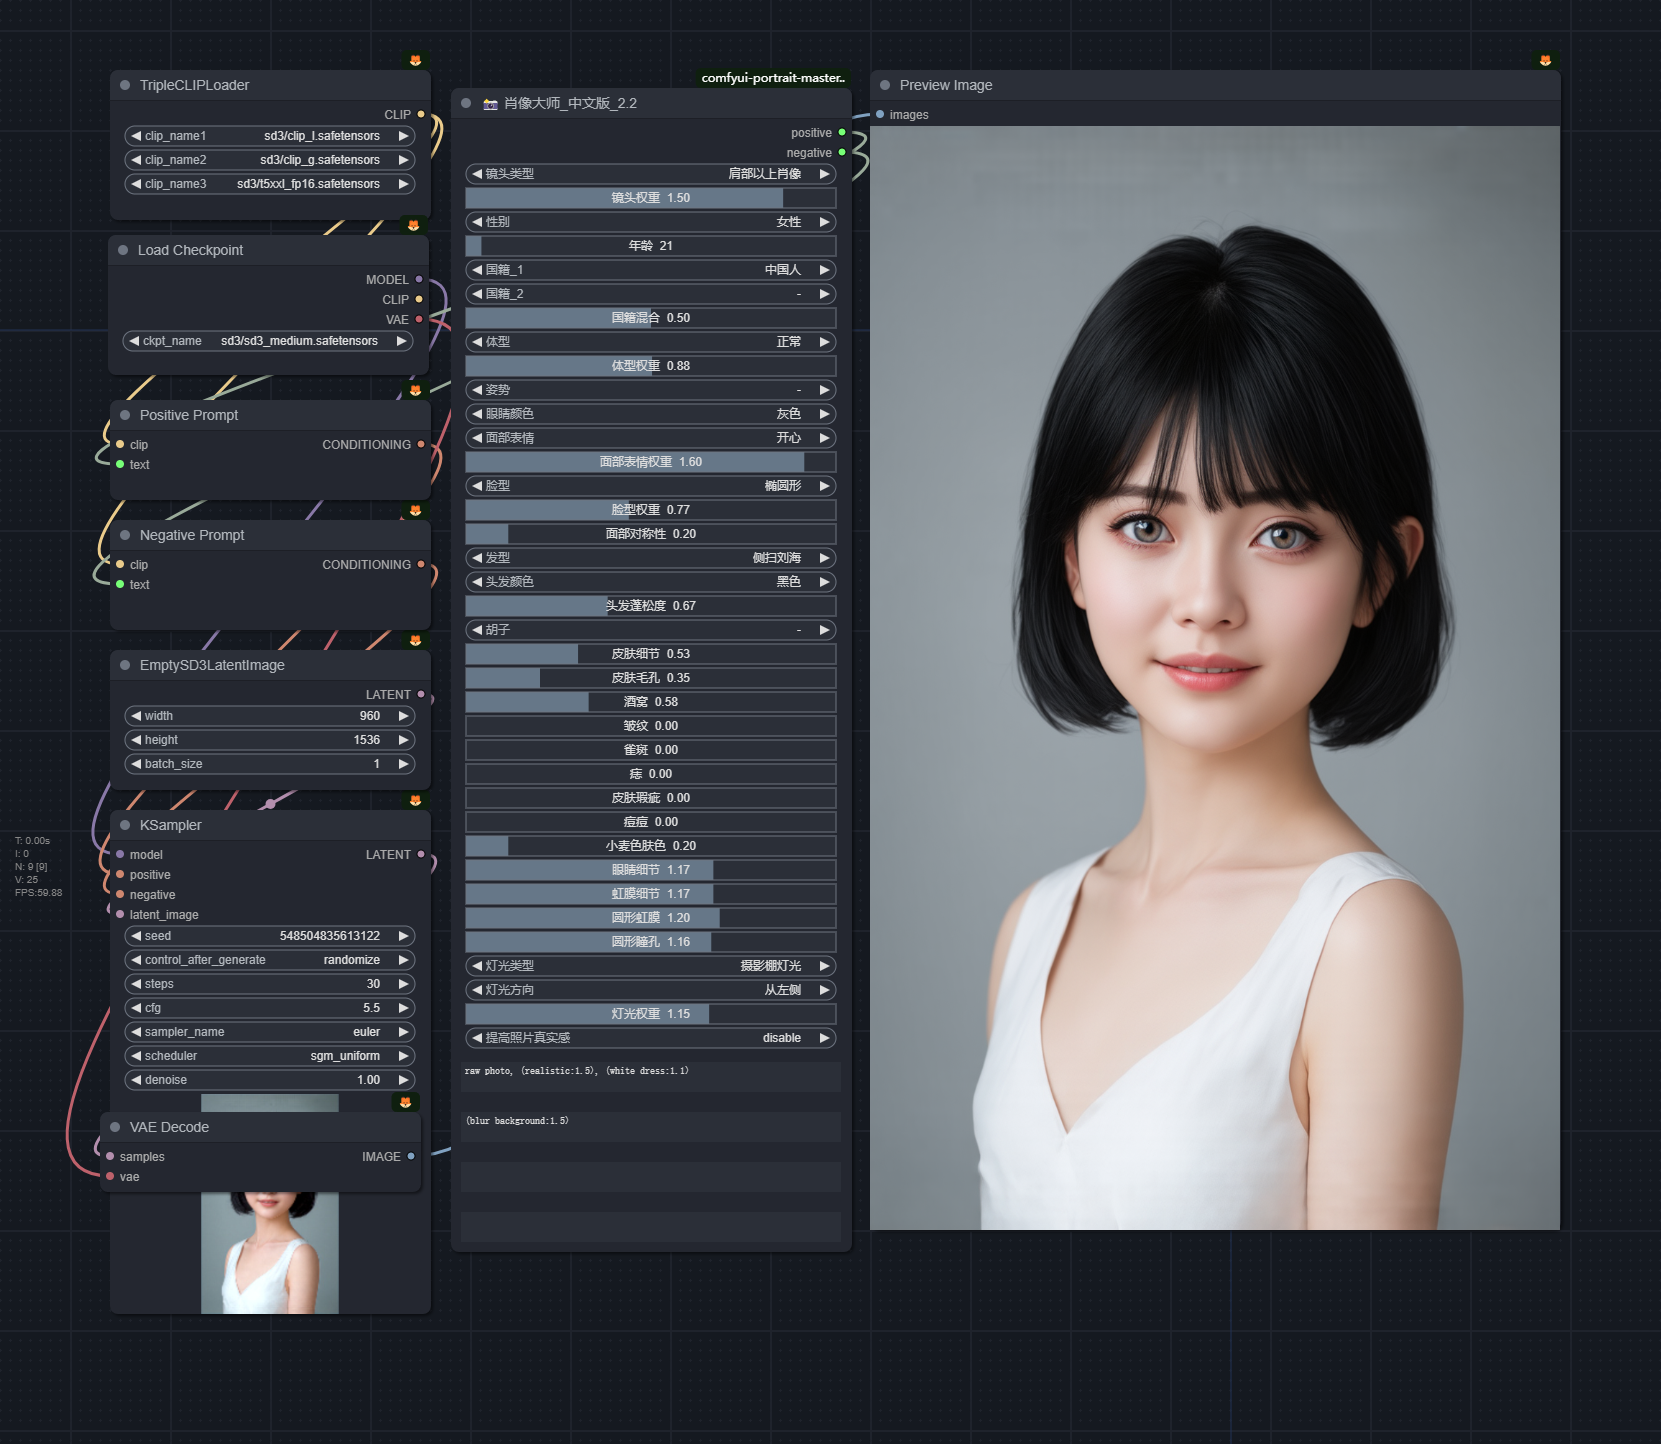 TripleCLIPLoader
CLIP
clip_name1 sd3/clip_l.safetensors
clip_name2 sd3/clip_g.safetensors
clip_name3 sd3/t5xxl_fp16.safetensors
Load Checkpoint
MODEL
CLIP
VAE
ckpt_name sd3/sd3_medium.safetensors
Positive Prompt
clip CONDITIONING
text
Negative Prompt
clip CONDITIONING
text
EmptySD3LatentImage
LATENT
width 960
height 1536
batch_size 1
T: 0.00s
I: 0
N: 9 [9]
V: 25
FPS:59.88
KSampler
model LATENT
positive
negative
latent_image
seed 548504835613122
control_after_generate randomize
steps 30
cfg 5.5
sampler_name euler
scheduler sgm_uniform
denoise 1.00
VAE Decode
samples IMAGE
vae
comfyui-portrait-master..
肖像大师_中文版_2.2
positive
negative
镜头类型 肩部以上肖像
镜头权重 1.50
性别 女性
年龄 21
国籍_1 中国人
国籍_2 -
国籍混合 0.50
体型 正常
体型权重 0.88
姿势 -
眼睛颜色 灰色
面部表情 开心
面部表情权重 1.60
脸型 椭圆形
脸型权重 0.77
面部对称性 0.20
发型 侧扫刘海
头发颜色 黑色
头发蓬松度 0.67
胡子 -
皮肤细节 0.53
皮肤毛孔 0.35
酒窝 0.58
皱纹 0.00
雀斑 0.00
痣 0.00
皮肤瑕疵 0.00
痘痘 0.00
小麦色肤色 0.20
眼睛细节 1.17
虹膜细节 1.17
圆形虹膜 1.20
圆形瞳孔 1.16
灯光类型 摄影棚灯光
灯光方向 从左侧
灯光权重 1.15
提高照片真实感 disable
raw photo, (realistic:1.5), (white dress:1.1)
(blur background:1.5)
Preview Image
images